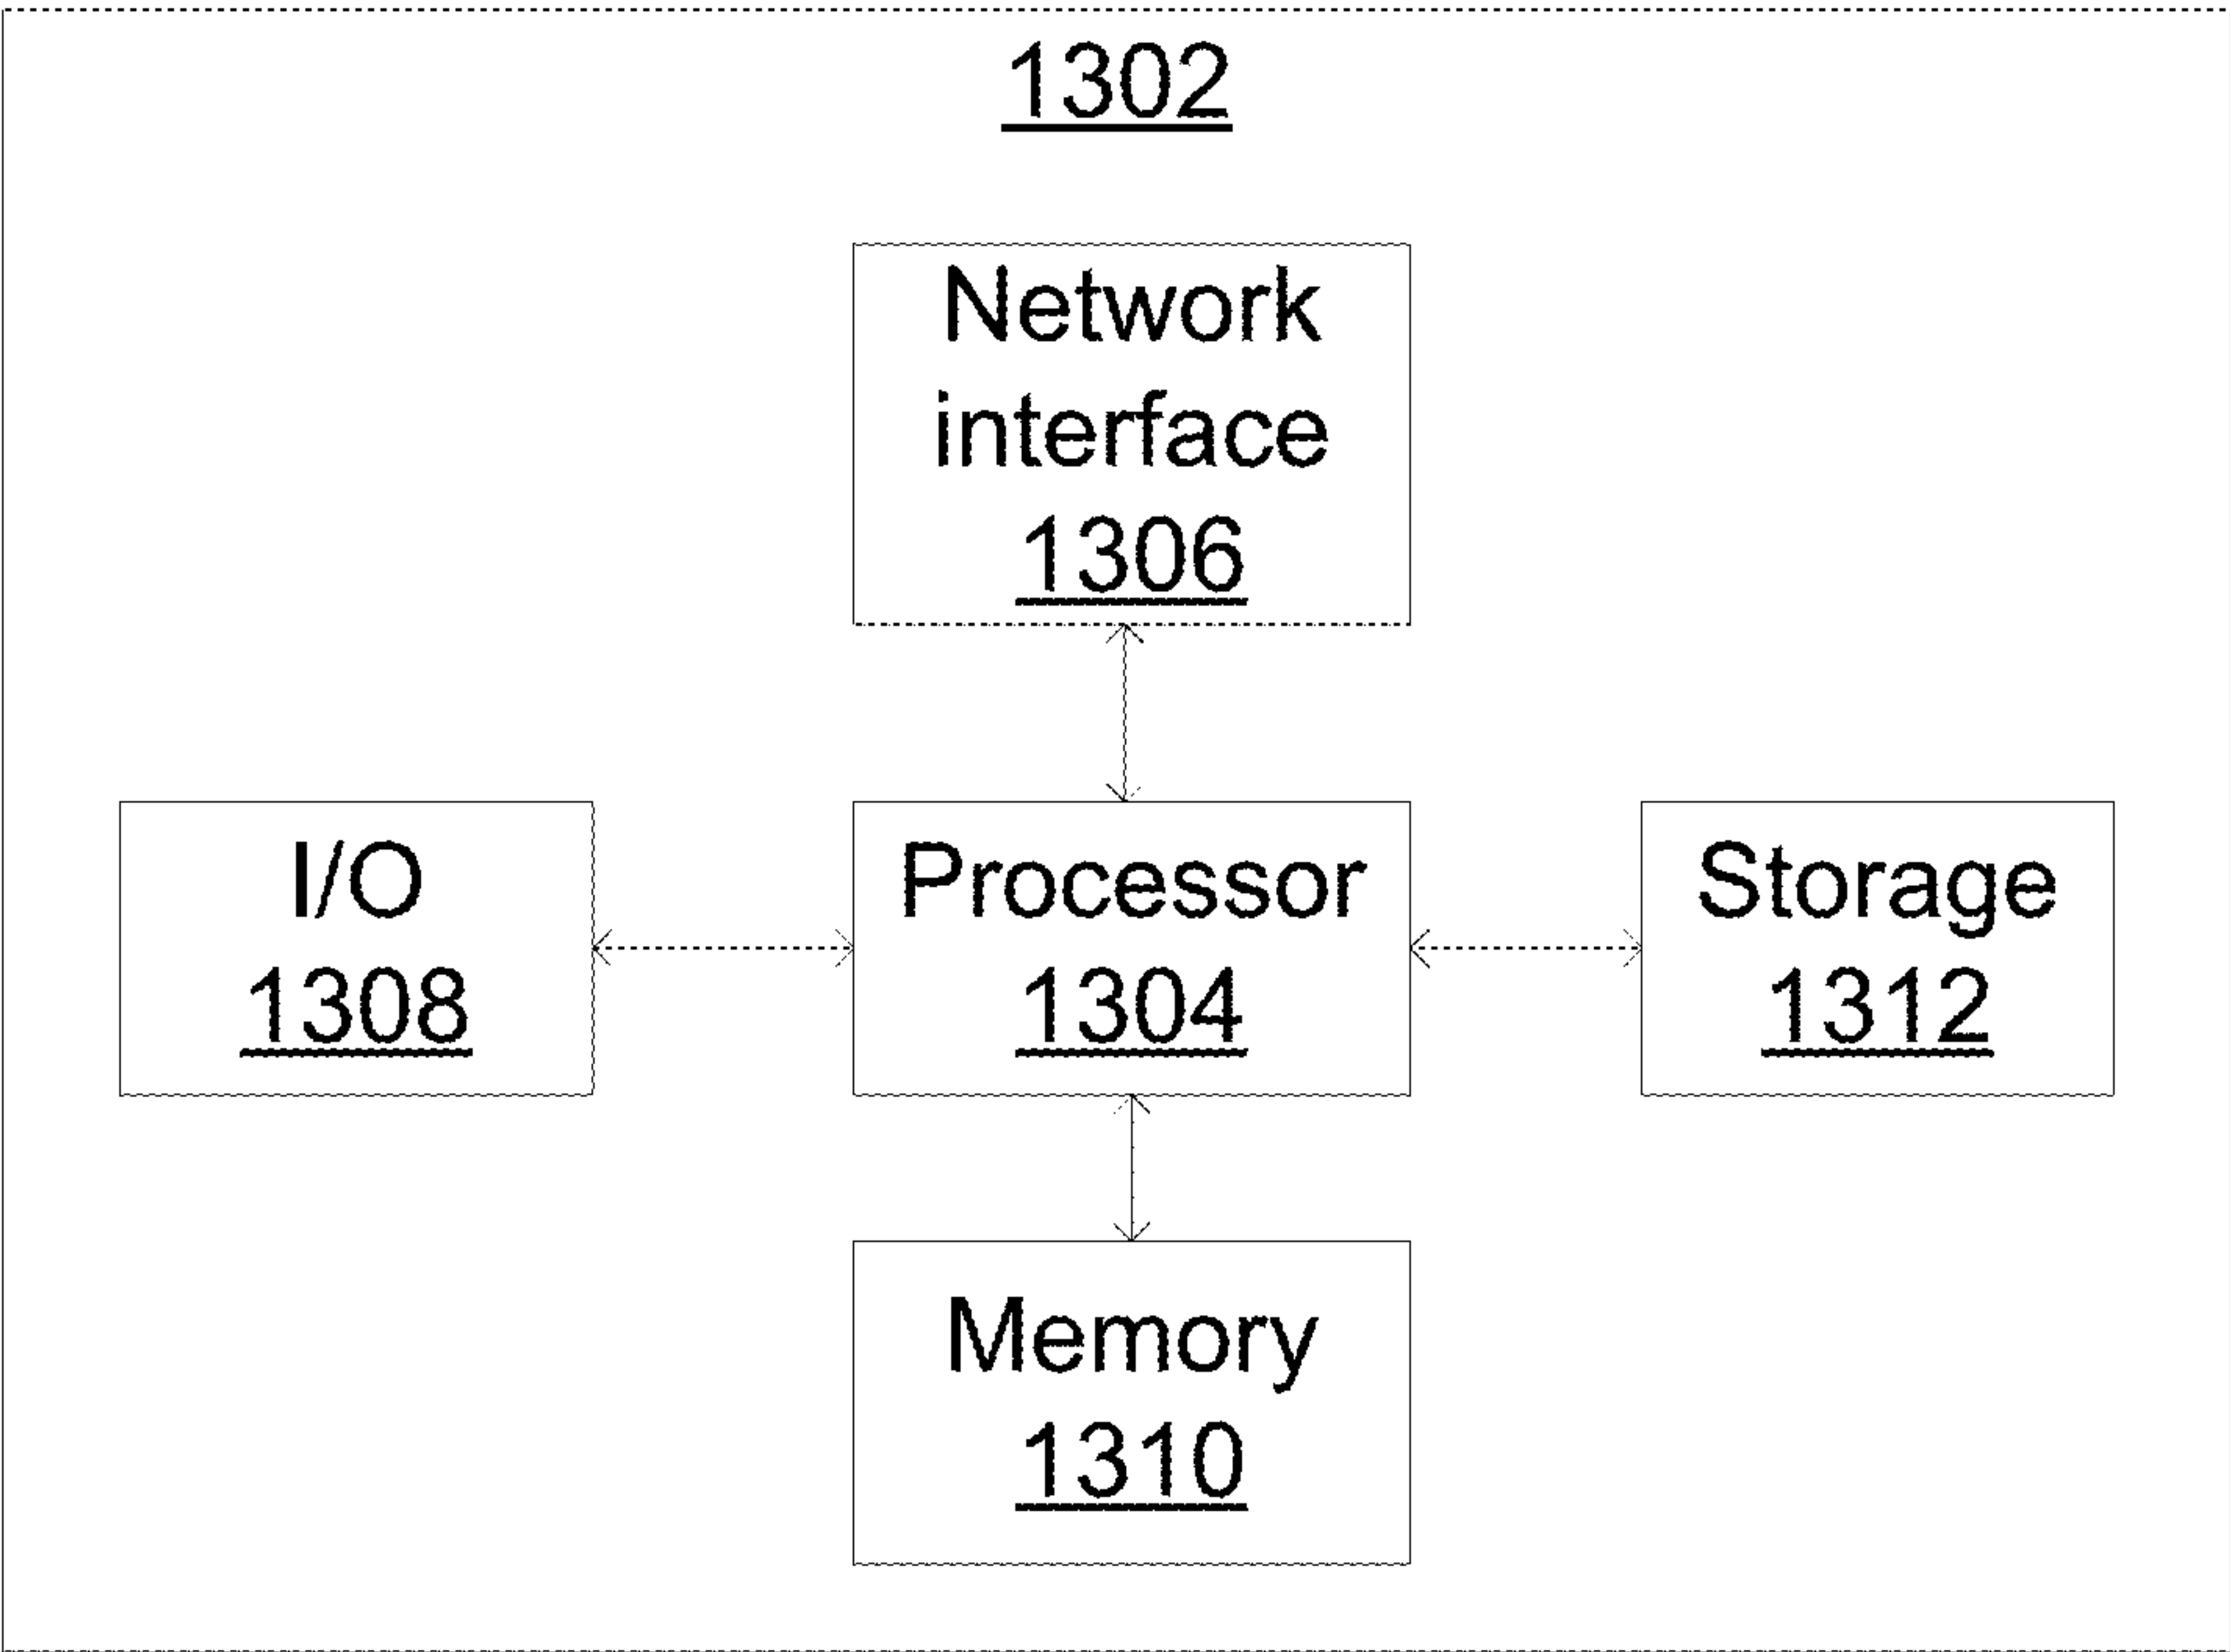 1302
Network
interface
1306
I/O
1308
Processor
1304
Storage
1312
Memory
1310